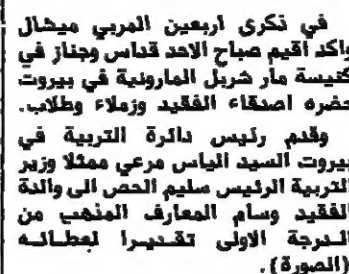 في ذكرى اربعين المربي ميشال
واكد اقيم صباح الاحد قداس وجناز في
كنيسة مار شربل المارونية في بيروت
حضره اصدقاء الفقيد وزملاء وطلاب.
وقدم رئيس دائرة التربية في
بيروت السيد الياس مرعي ممثلا وزير
التربية الرئيس سليم الحص الى والدة
الفقيد وسام المعارف المذهب من
الدرجة الاولى تقديرا لعطائه
(الصورة).